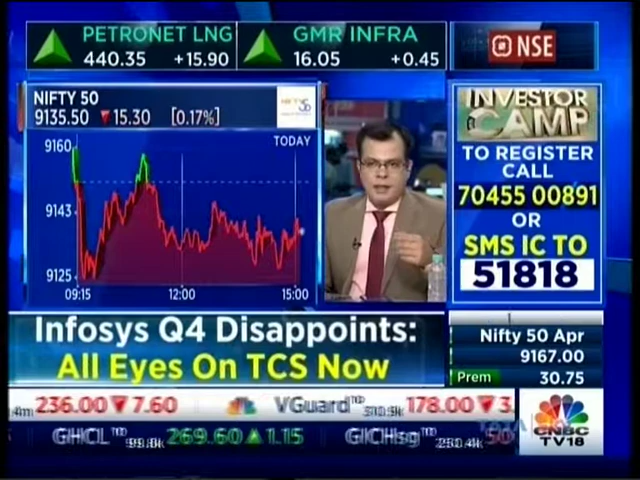 PETRONET LNG
440.35 +15.90
GMR INFRA
16.05 +0.45
NSE
NIFTY 50
9135.50 ▼15.30 [0.17%]
TODAY
9160
9143
9125
09:15 12:00 15:00
INVESTOR
CAMP
TO REGISTER
CALL
70455 00891
OR
SMS IC TO
51818
Infosys Q4 Disappoints:
All Eyes On TCS Now
Nifty 50 Apr
9167.00
Prem 30.75
236.00 ▼ 7.60 VGuard 178.00 ▼ 3.
GHCL 269.60 ▲ 1.15 GICHsg
CNBC
TV18